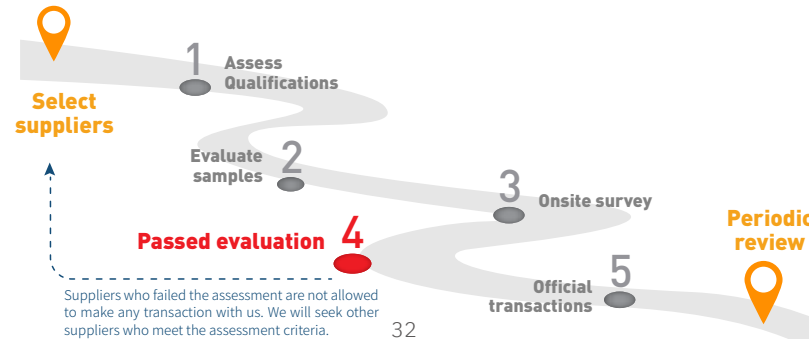 Select
suppliers
1
Assess
Qualifications
2
Evaluate
samples
3
Onsite survey
4
Passed evaluation
Suppliers who failed the assessment are not allowed
to make any transaction with us. We will seek other
suppliers who meet the assessment criteria.
5
Official
transactions
Periodic
review
32